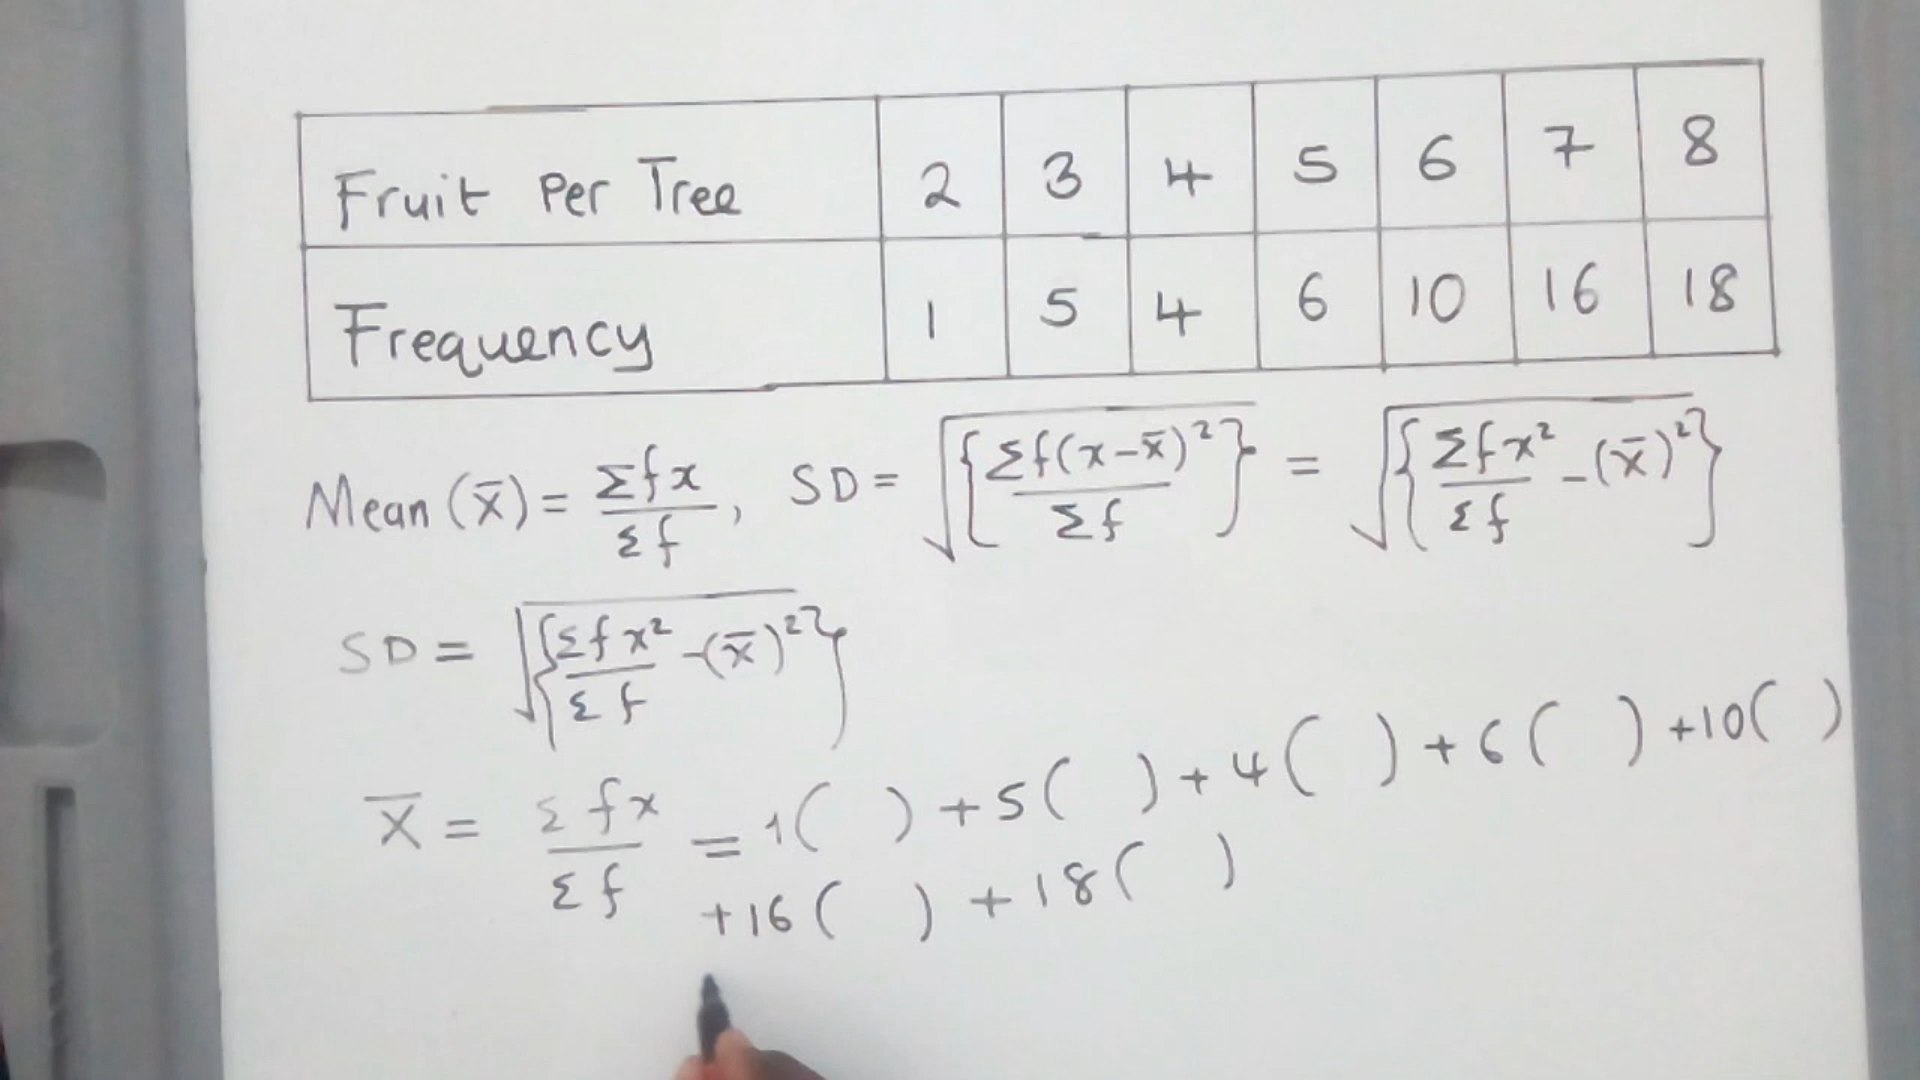 Fruit Per Tree 2 3 4 5 6 7 8
Frequency 1 5 4 6 10 16 18
Mean (x̄) = Σfx/Σf, SD = √{Σf(x-x̄)²/Σf} = √{Σfx²/Σf - (x̄)²}
SD = √{Σfx²/Σf - (x̄)²}
X̄ = Σfx/Σf = 1( ) + 5( ) + 4( ) + 6( ) + 10( )
+ 16( ) + 18( )